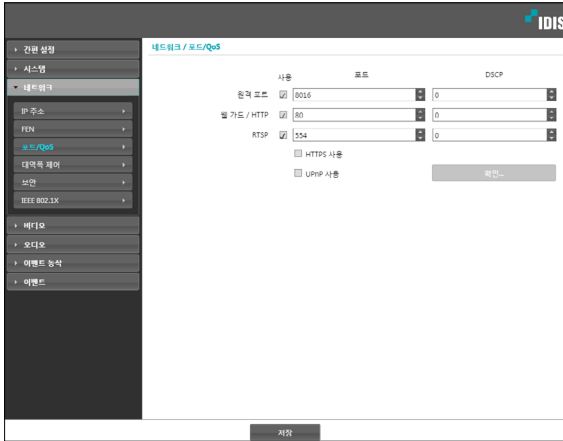 IDIS
간편 설정
시스템
네트워크
IP 주소
FEN
포트/QoS
대역폭 제어
보안
IEEE 802.1X
비디오
오디오
이벤트 동작
이벤트
네트워크 / 포트/QoS
사용 포트 DSCP
원격 포트 8016 0
웹 가드 / HTTP 80 0
RTSP 554 0
HTTPS 사용
UPnP 사용 확인...
저장